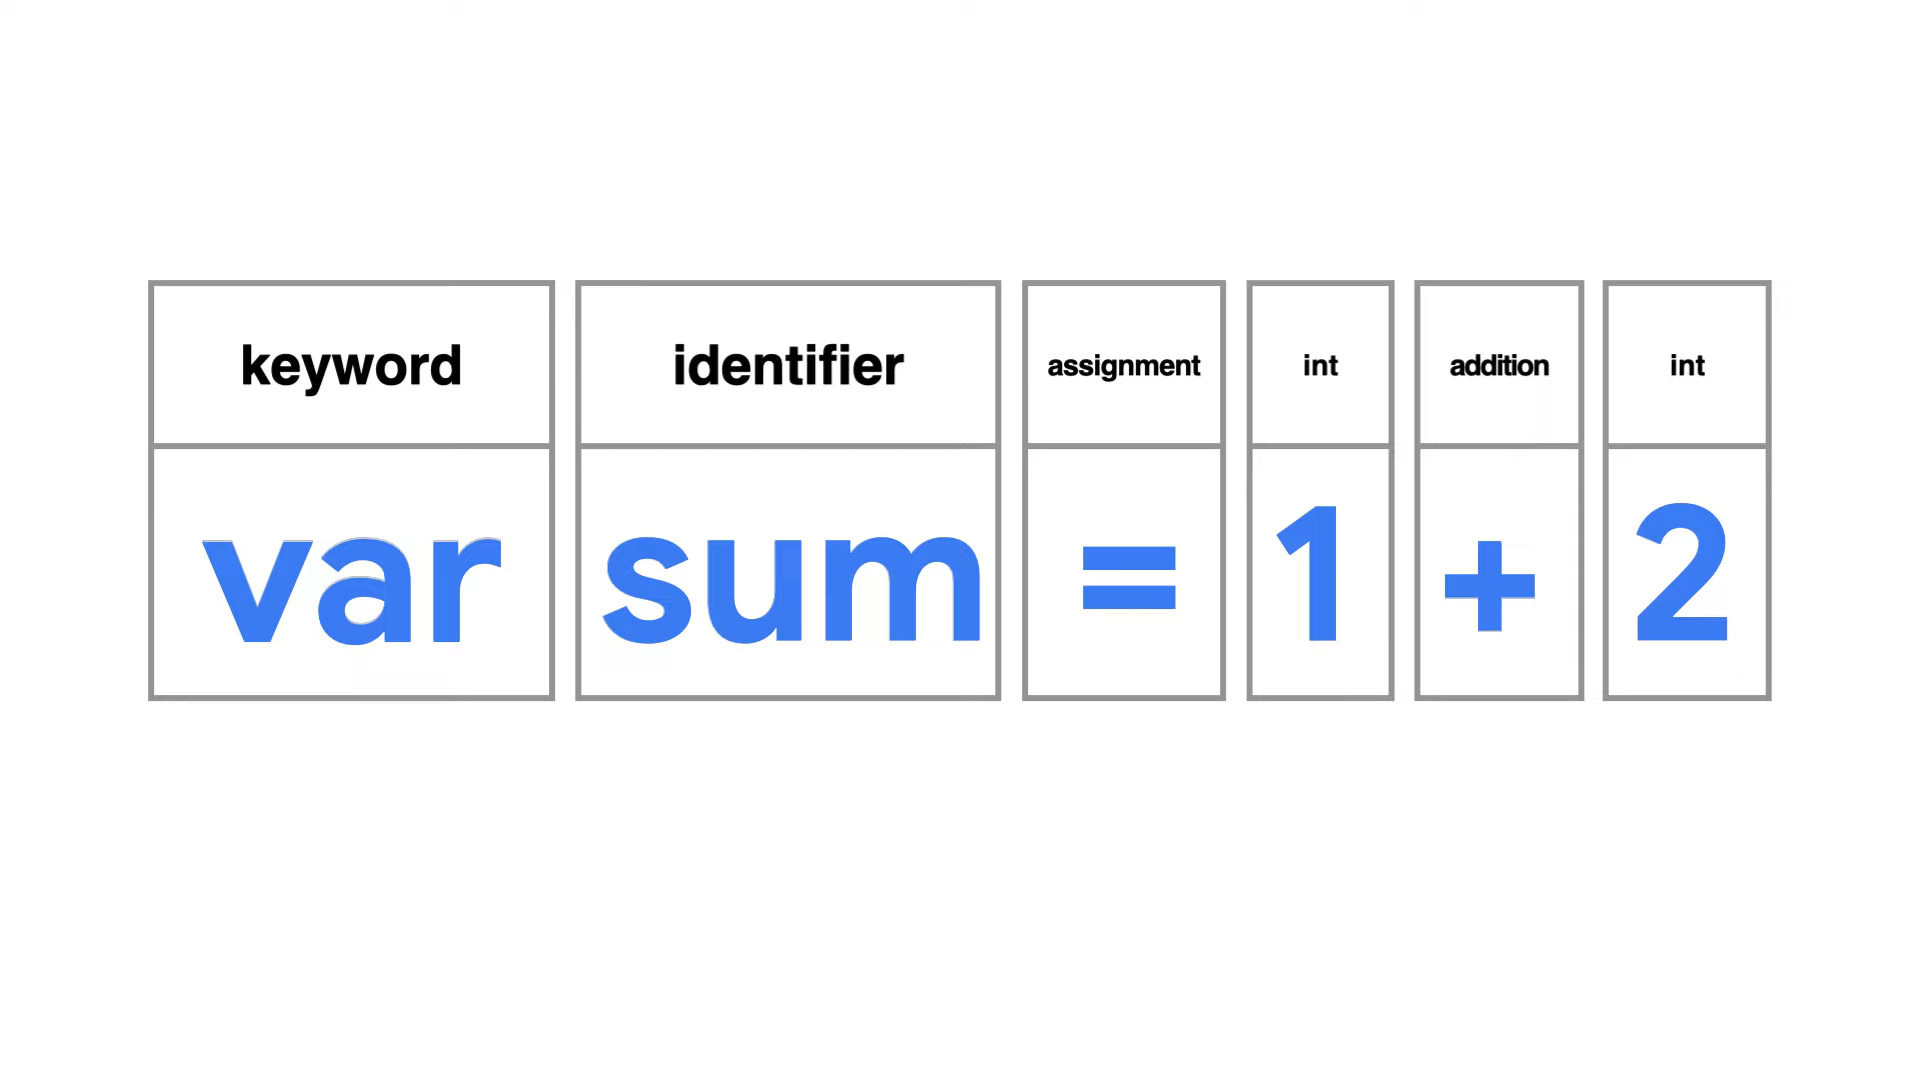 keyword identifier assignment int addition int
var sum = 1 + 2